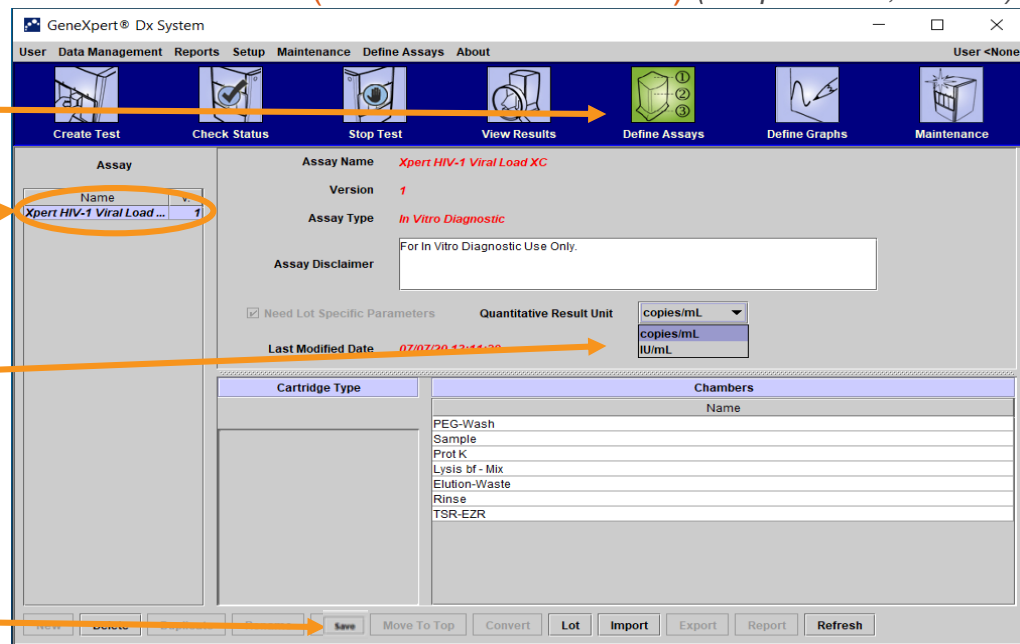 GeneXpert® Dx System
User Data Management Reports Setup Maintenance Define Assays About User <None
Create Test Check Status Stop Test View Results Define Assays Define Graphs Maintenance
①
②
③
Assay
Name V.
Xpert HIV-1 Viral Load ... 1
Assay Name Xpert HIV-1 Viral Load XC
Version 1
Assay Type In Vitro Diagnostic
Assay Disclaimer For In Vitro Diagnostic Use Only.
Need Lot Specific Parameters Quantitative Result Unit copies/mL
copies/mL
IU/mL
Last Modified Date
Cartridge Type Chambers
Name
PEG-Wash
Sample
Prot K
Lysis bf - Mix
Elution-Waste
Rinse
TSR-EZR
New Delete Save Move To Top Convert Lot Import Export Report Refresh